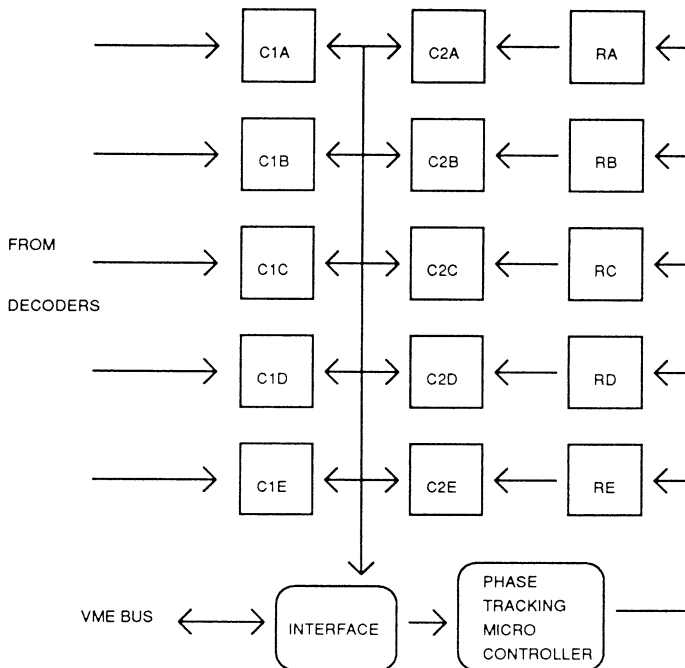 C1A C2A RA
C1B C2B RB
FROM
C1C C2C RC
DECODERS
C1D C2D RD
C1E C2E RE
PHASE
TRACKING
VME BUS
INTERFACE
MICRO
CONTROLLER